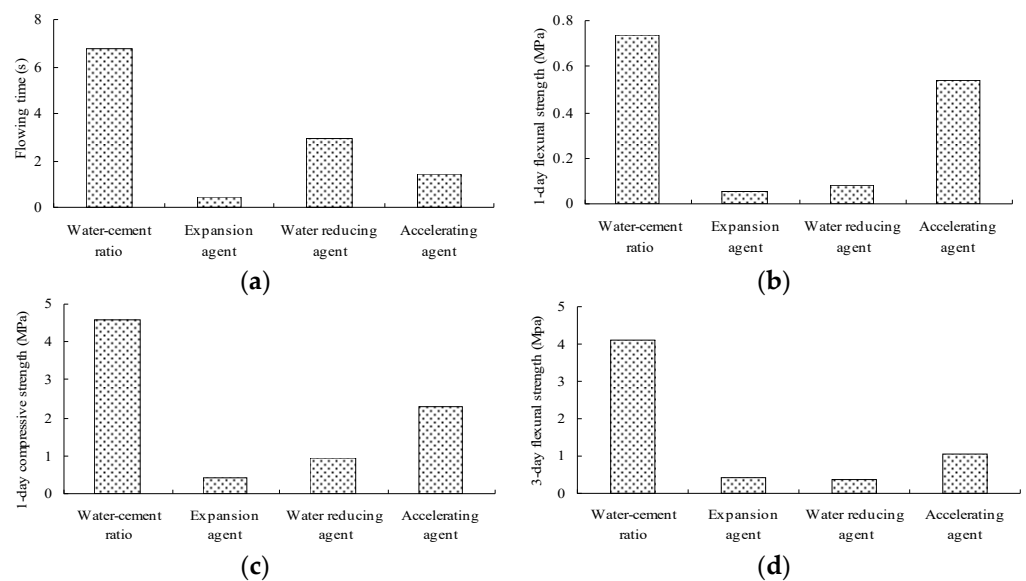 8
6
4
2
0
Flowing time (s)
Water-cement ratio
Expansion agent
Water reducing agent
Accelerating agent
(a)
0.8
0.6
0.4
0.2
0
1-day flexural strength (MPa)
Water-cement ratio
Expansion agent
Water reducing agent
Accelerating agent
(b)
5
4
3
2
1
0
1-day compressive strength (MPa)
Water-cement ratio
Expansion agent
Water reducing agent
Accelerating agent
(c)
5
4
3
2
1
0
3-day flexural strength (Mpa)
Water-cement ratio
Expansion agent
Water reducing agent
Accelerating agent
(d)